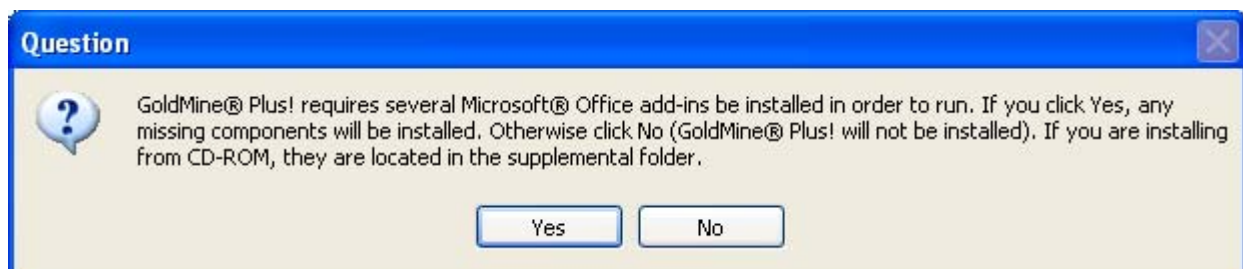 Question
GoldMine® Plus! requires several Microsoft® Office add-ins be installed in order to run. If you click Yes, any
missing components will be installed. Otherwise click No (GoldMine® Plus! will not be installed). If you are installing
from CD-ROM, they are located in the supplemental folder.
Yes No